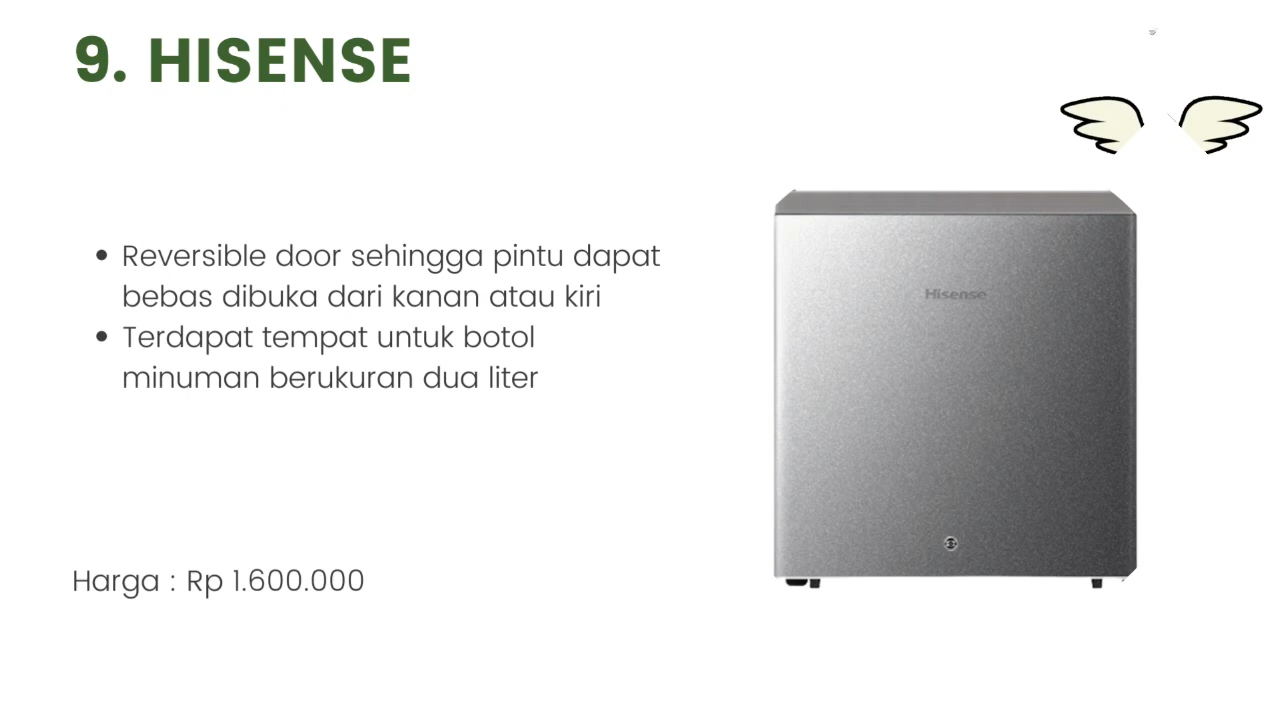 9. HISENSE
• Reversible door sehingga pintu dapat
bebas dibuka dari kanan atau kiri
• Terdapat tempat untuk botol
minuman berukuran dua liter
Hisense
Harga : Rp 1.600.000